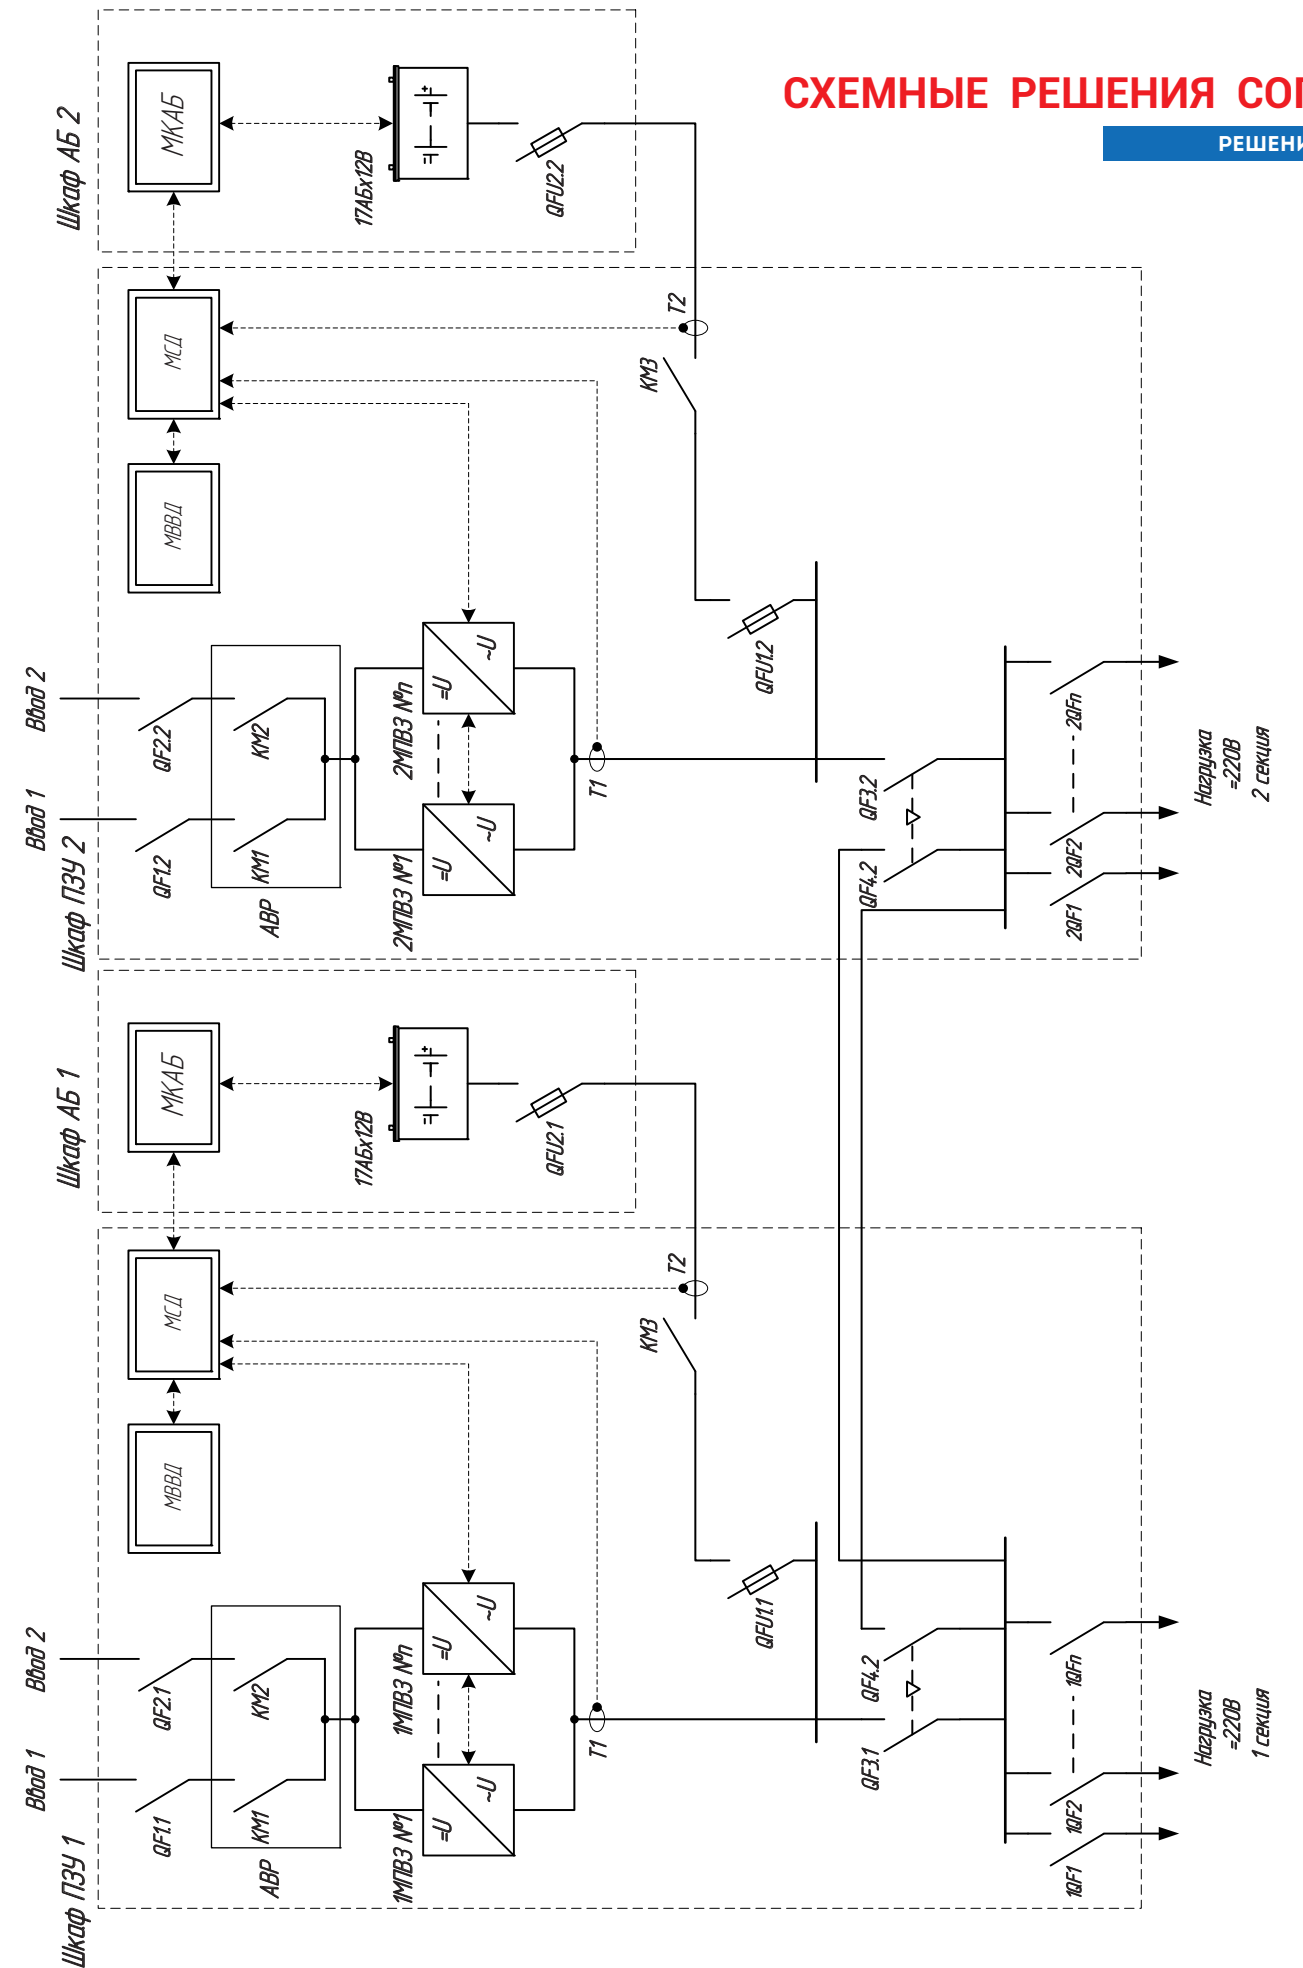 СХЕМНЫЕ РЕШЕНИЯ
Шкаф АБ 2
МКАБ
17АБх12В
QFU2.2
Шкаф ПЗУ 2
Ввод 1
Ввод 2
МСД
МВВД
QF1.2
QF2.2
КМ1
КМ2
АВР
2МПВЗ №1
2МПВЗ №n
=U
~U
=U
~U
Т1
Т2
КМ3
QFU1.2
QF3.2
QF4.2
2QF1
2QF2
2QFn
Нагрузка
=220В
2 секция
Шкаф АБ 1
МКАБ
17АБх12В
QFU2.1
Шкаф ПЗУ 1
Ввод 1
Ввод 2
МСД
МВВД
QF1.1
QF2.1
КМ1
КМ2
АВР
1МПВЗ №1
1МПВЗ №n
=U
~U
=U
~U
Т1
Т2
КМ3
QFU1.1
QF3.1
QF4.2
1QF1
1QF2
1QFn
Нагрузка
=220В
1 секция